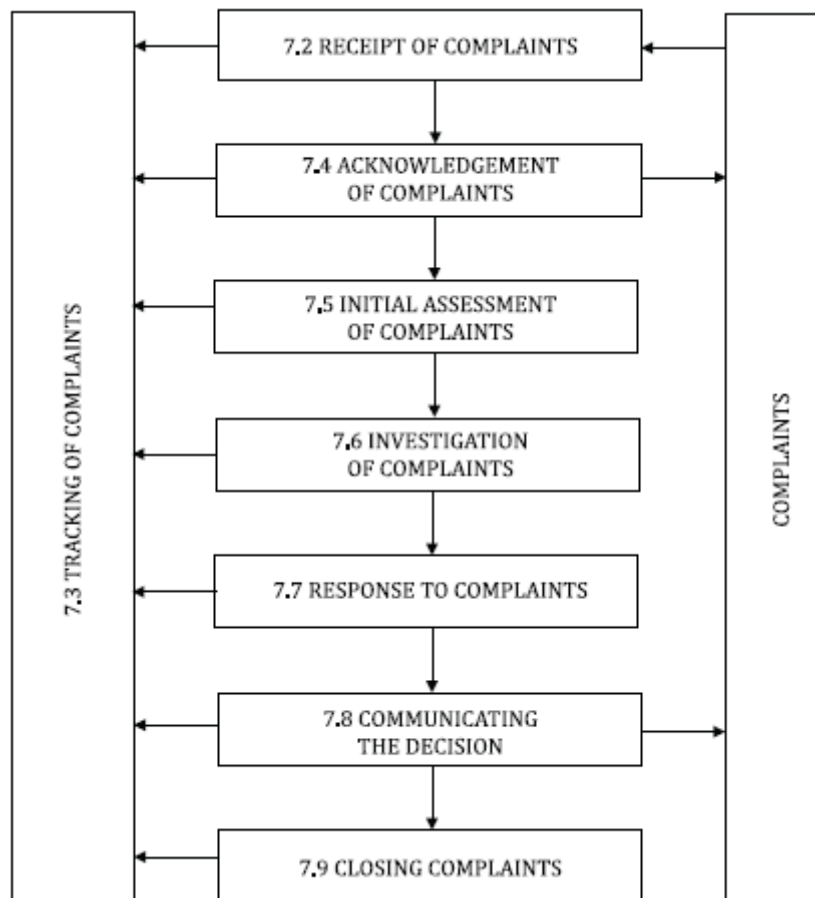 7.2 RECEIPT OF COMPLAINTS
7.4 ACKNOWLEDGEMENT
OF COMPLAINTS
7.5 INITIAL ASSESSMENT
OF COMPLAINTS
7.6 INVESTIGATION
OF COMPLAINTS
7.7 RESPONSE TO COMPLAINTS
7.8 COMMUNICATING
THE DECISION
7.9 CLOSING COMPLAINTS
7.3 TRACKING OF COMPLAINTS
COMPLAINTS